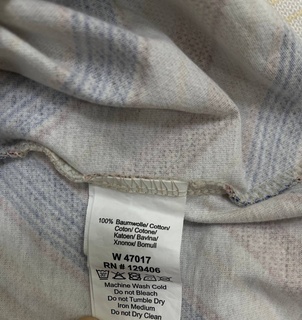 100% Baumwolle/ Cotton/
Coton/ Cotone/
Katoen/ Bavlna/
Xnonox/ Bomull
W 47017
RN # 129406
Machine Wash Cold
Do not Bleach
Do not Tumble Dry
Iron Medium
Do not Dry Clean